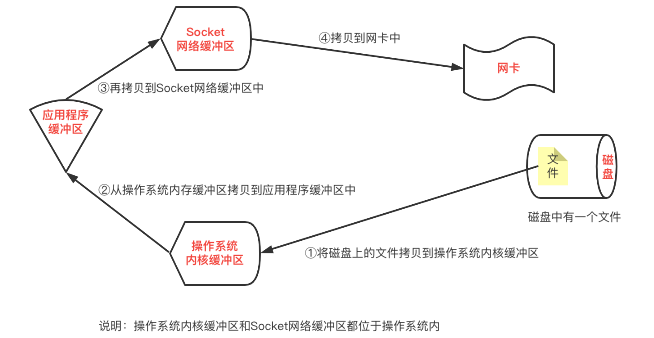 Socket
网络缓冲区
④拷贝到网卡中
网卡
③再拷贝到Socket网络缓冲区中
应用程序
缓冲区
文
件
磁
盘
②从操作系统内存缓冲区拷贝到应用程序缓冲区中
磁盘中有一个文件
操作系统
内核缓冲区
①将磁盘上的文件拷贝到操作系统内核缓冲区
说明：操作系统内核缓冲区和Socket网络缓冲区都位于操作系统内